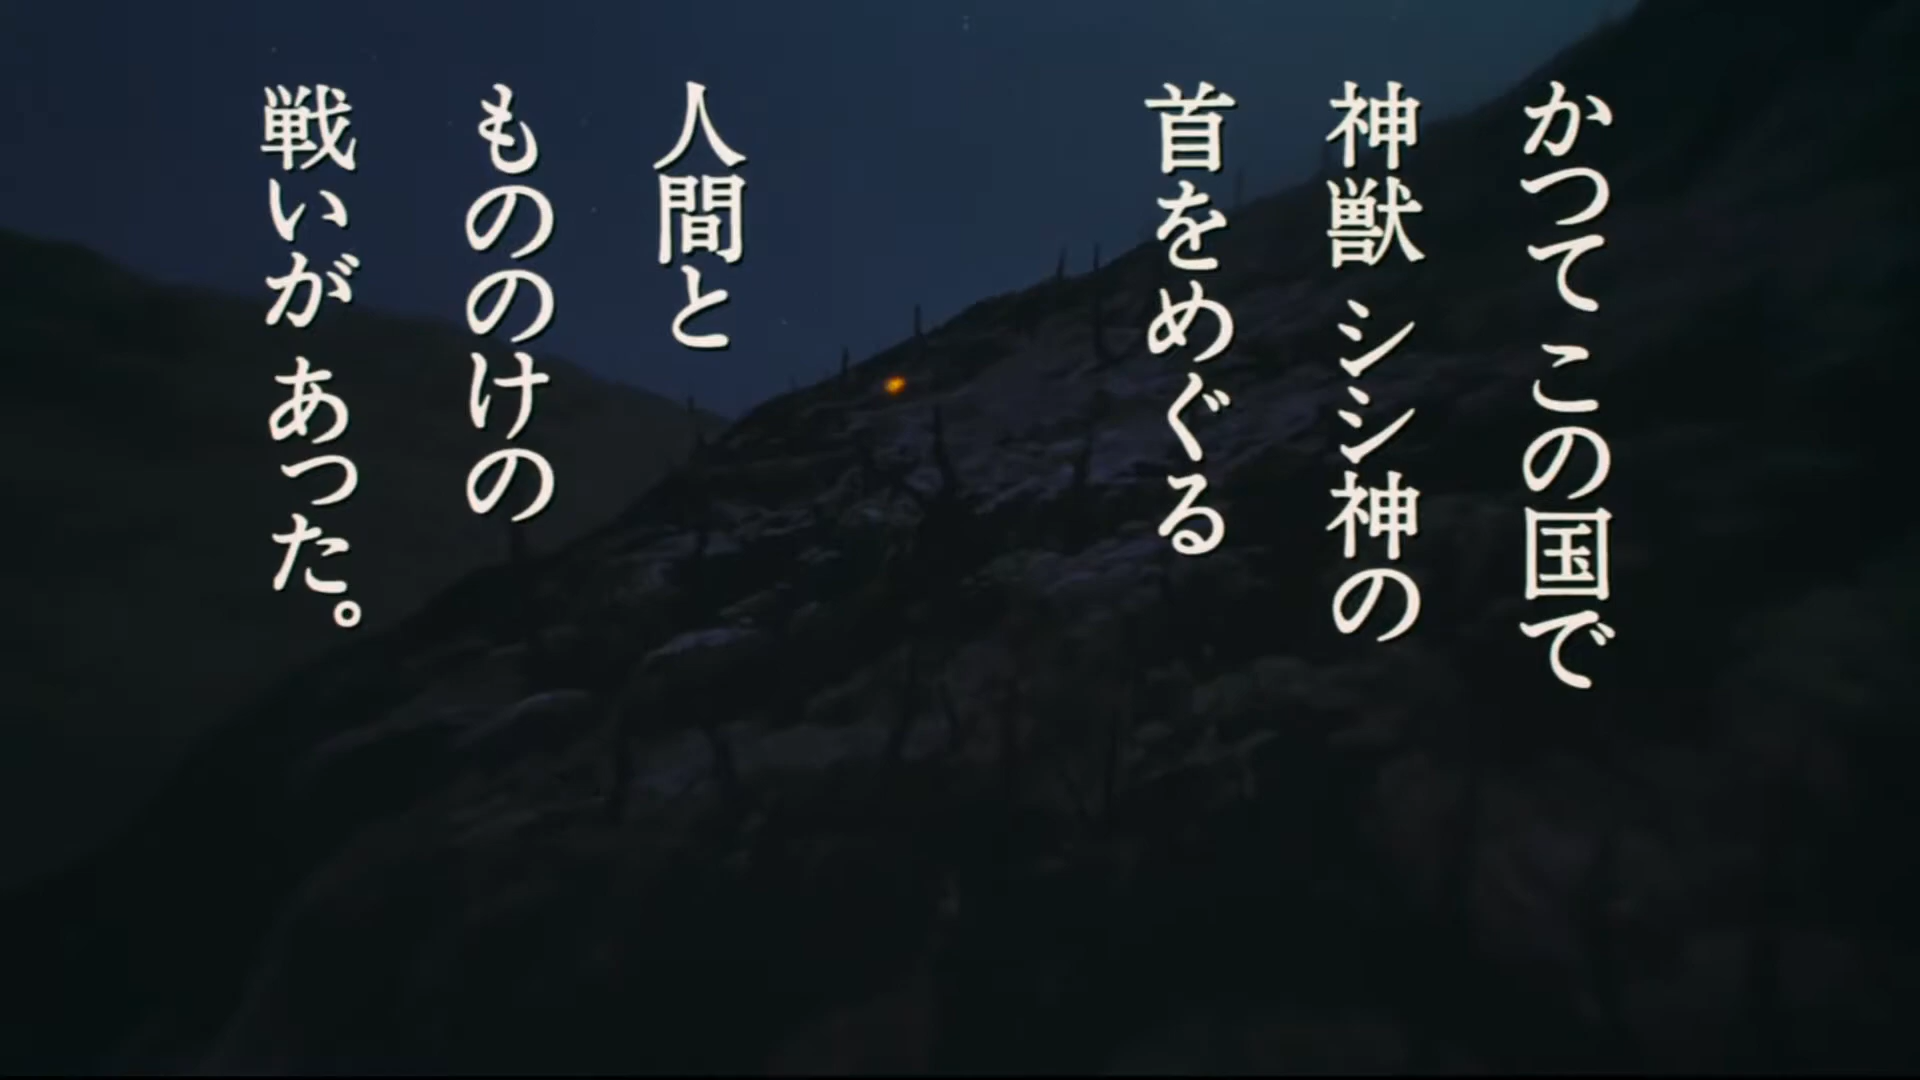 かつて この国で
神獣 シシ神の
首をめぐる
人間と
もののけの
戦いが あった。